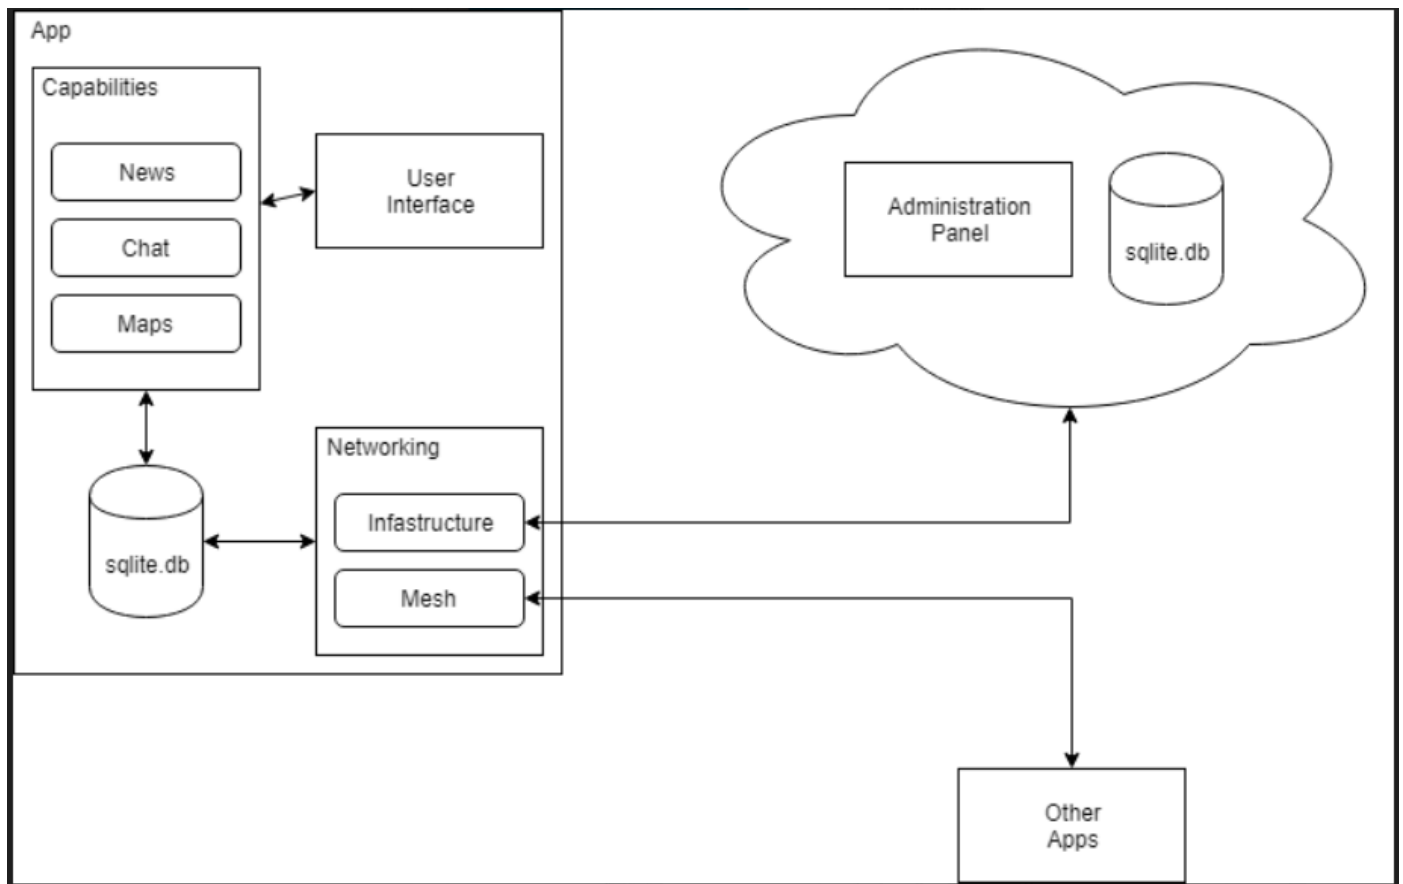 App
Capabilities
News
Chat
Maps
User
Interface
sqlite.db
Networking
Infastructure
Mesh
Administration
Panel
sqlite.db
Other
Apps